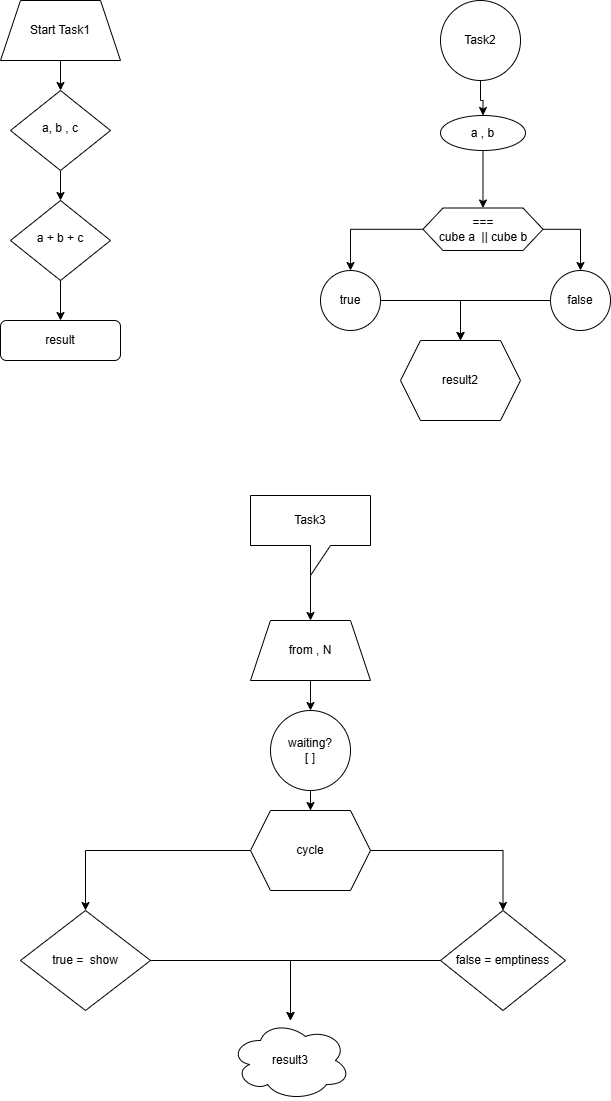 Start Task1
a, b , c
a + b + c
result
Task2
a , b
===
cube a || cube b
true
false
result2
Task3
from , N
waiting?
[ ]
cycle
true = show
false = emptiness
result3